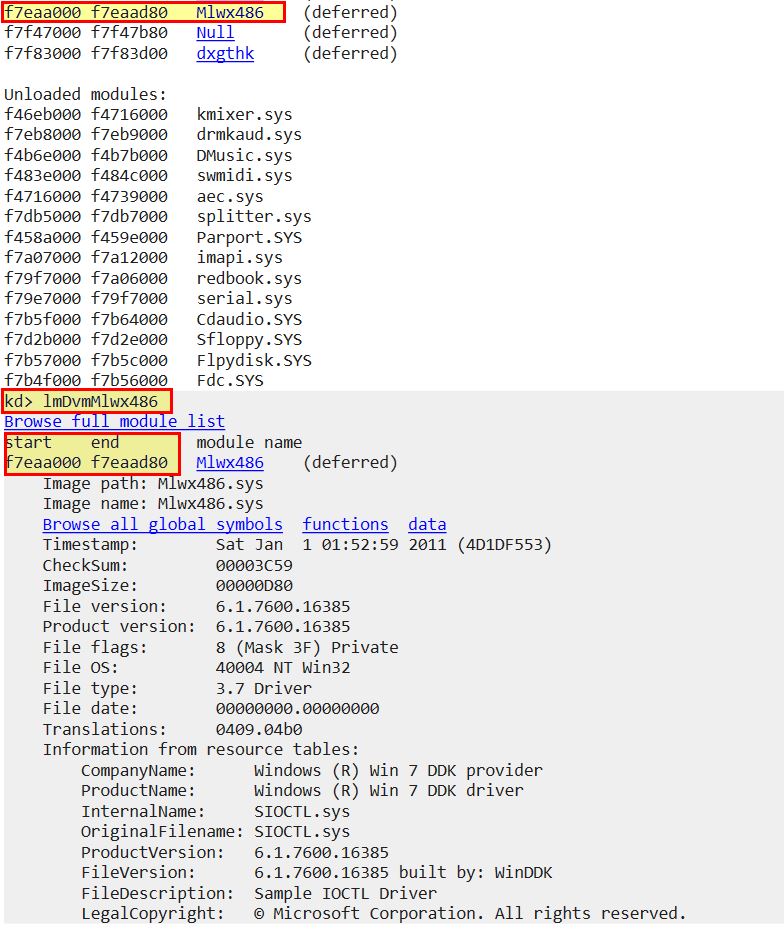 f7eaa000 f7eaad80   Mlwx486    (deferred)
f7f47000 f7f47b80   Null       (deferred)
f7f83000 f7f83d00   dxgthk     (deferred)

Unloaded modules:
f46eb000 f4716000   kmixer.sys
f7eb8000 f7eb9000   drmkaud.sys
f4b6e000 f4b7b000   DMusic.sys
f483e000 f484c000   swmidi.sys
f4716000 f4739000   aec.sys
f7db5000 f7db7000   splitter.sys
f458a000 f459e000   Parport.SYS
f7a07000 f7a12000   imapi.sys
f79f7000 f7a06000   redbook.sys
f79e7000 f79f7000   serial.sys
f7b5f000 f7b64000   Cdaudio.SYS
f7d2b000 f7d2e000   Sfloppy.SYS
f7b57000 f7b5c000   Flpydisk.SYS
f7b4f000 f7b56000   Fdc.SYS
kd> lmDvmMlwx486
Browse full module list
start    end        module name
f7eaa000 f7eaad80   Mlwx486    (deferred)
    Image path: Mlwx486.sys
    Image name: Mlwx486.sys
    Browse all global symbols  functions  data
    Timestamp:        Sat Jan  1 01:52:59 2011 (4D1DF553)
    CheckSum:         00003C59
    ImageSize:        00000D80
    File version:     6.1.7600.16385
    Product version:  6.1.7600.16385
    File flags:       8 (Mask 3F) Private
    File OS:          40004 NT Win32
    File type:        3.7 Driver
    File date:        00000000.00000000
    Translations:     0409.04b0
    Information from resource tables:
        CompanyName:      Windows (R) Win 7 DDK provider
        ProductName:      Windows (R) Win 7 DDK driver
        InternalName:     SIOCTL.sys
        OriginalFilename: SIOCTL.sys
        ProductVersion:   6.1.7600.16385
        FileVersion:      6.1.7600.16385 built by: WinDDK
        FileDescription:  Sample IOCTL Driver
        LegalCopyright:   © Microsoft Corporation. All rights reserved.